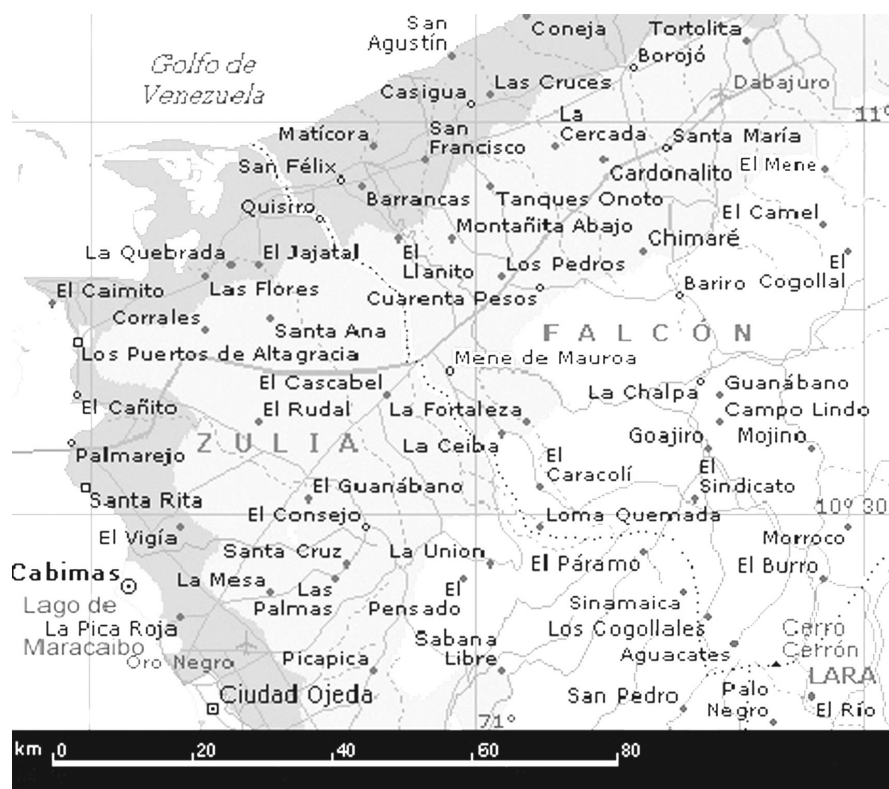 San
Agustín
Coneja
Tortolita
Golfo de
Venezuela
Borojó
Casigua
Las Cruces
Dabajuro
La
Cercada
11°
Matícora
San
Francisco
Santa María
San Félix
Cardonalito
El Mene
Quisiro
Barrancas
Tanques Onoto
El Camel
La Quebrada
El Jajatal
El
Llanito
Montañita Abajo
Chimaré
El Caimito
Las Flores
Los Pedros
El
Cogollal
Cuarenta Pesos
Bariro
Corrales
Santa Ana
FALCÓN
Los Puertos de Altagracia
Mene de Mauroa
El Cascabel
La Chalpa
Guanábano
El Cañito
El Rudal
La Fortaleza
Campo Lindo
ZULIA
La Ceiba
Goajiro
Mojino
Palmarejo
El
Caracolí
El
Sindicato
Santa Rita
El Guanábano
10°30
El Vigía
El Consejo
Loma Quemada
Morroco
Santa Cruz
La Union
El Páramo
El Burro
Cabimas
La Mesa
Las
Palmas
El
Pensado
Sinamaica
Lago de
Maracaibo
La Pica Roja
Los Cogollales
Cerro
Cerrón
Oro Negro
Picapica
Sabana
Libre
Aguacates
LARA
Ciudad Ojeda
San Pedro
Palo
Negro
El Río
71°
km 0 20 40 60 80